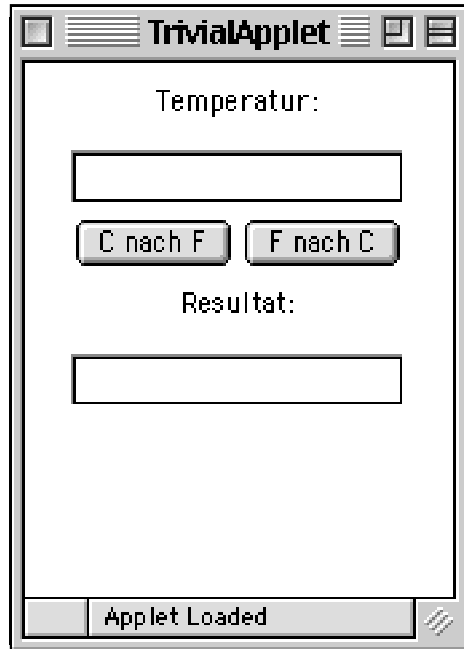 TrivialApplet
Temperatur:
C nach F F nach C
Resultat:
Applet Loaded